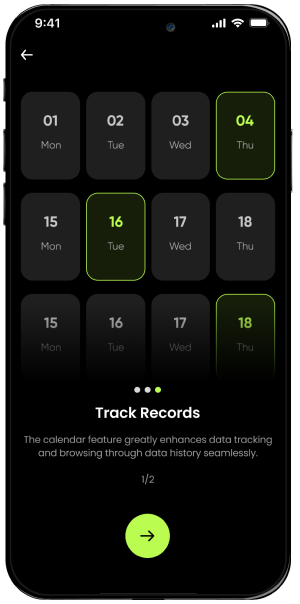 9:41
01 02 03 04
Mon Tue Wed Thu
15 16 17 18
Mon Tue Wed Thu
15 16 17 18
Mon Tue Wed Thu
Track Records
The calendar feature greatly enhances data tracking
and browsing through data history seamlessly.
1/2